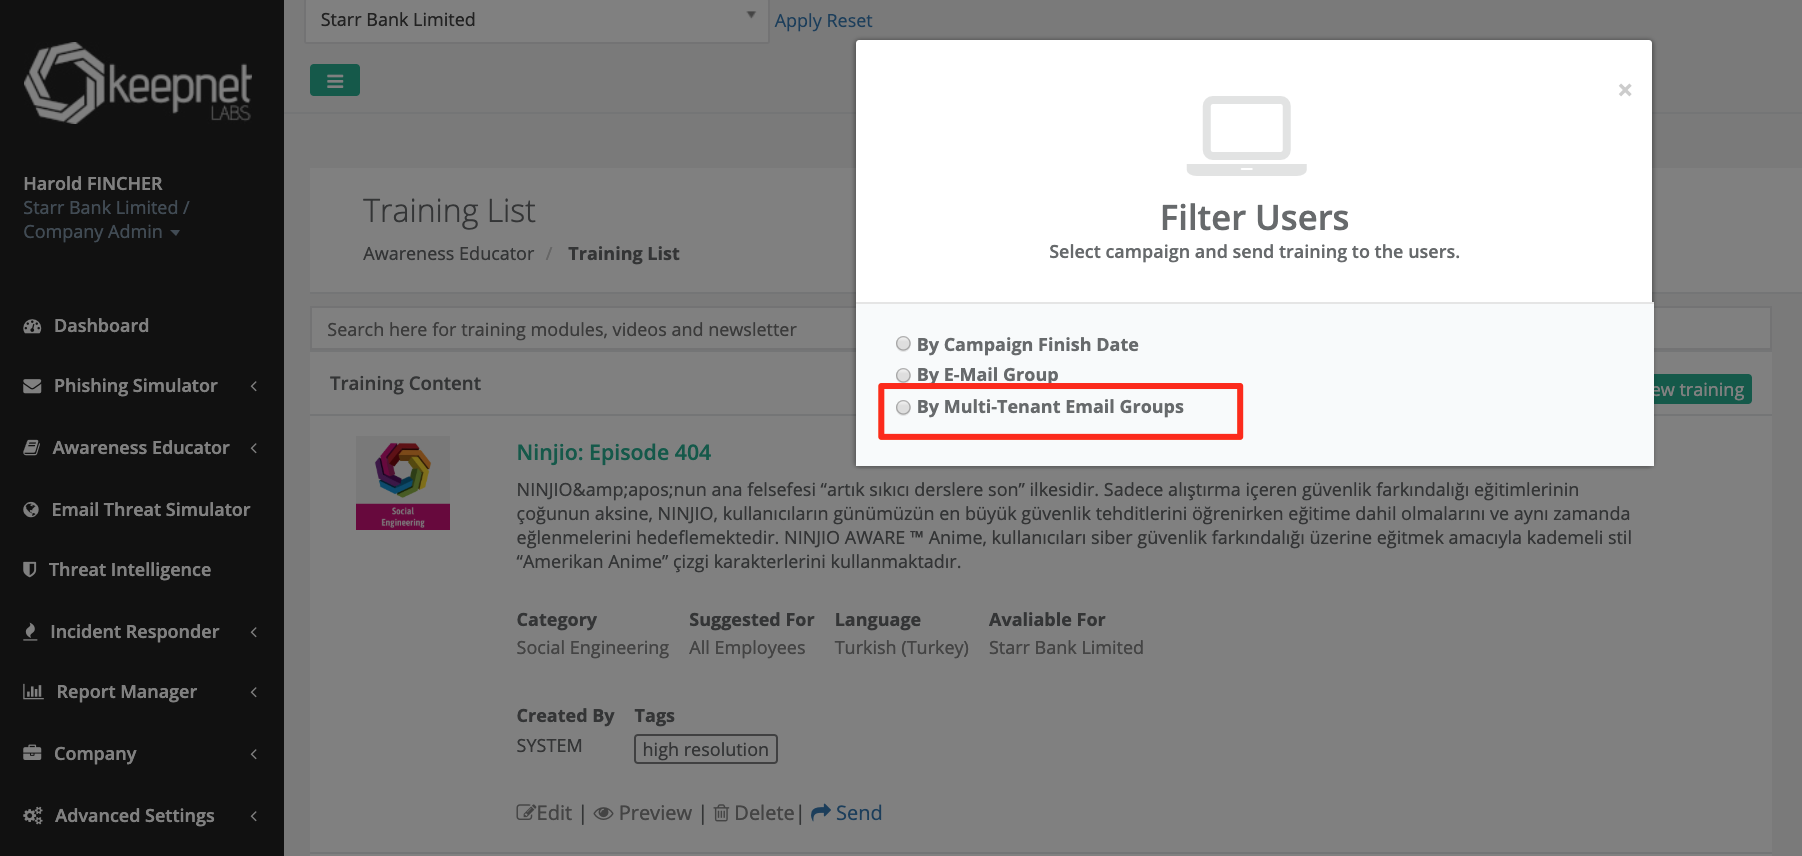 keepnet
LABS
Harold FINCHER
Starr Bank Limited /
Company Admin
Dashboard
Phishing Simulator
Awareness Educator
Email Threat Simulator
Threat Intelligence
Incident Responder
Report Manager
Company
Advanced Settings
Starr Bank Limited
Apply Reset
Training List
Awareness Educator / Training List
Search here for training modules, videos and newsletter
Training Content
training
Filter Users
Select campaign and send training to the users.
By Campaign Finish Date
By E-Mail Group
By Multi-Tenant Email Groups
Social
Engineering
Ninjio: Episode 404
NINJIO&amp;apos;nun ana felsefesi “artık sıkıcı derslere son” ilkesidir. Sadece alıştırma içeren güvenlik farkındalığı eğitimlerinin
çoğunun aksine, NINJIO, kullanıcıların günümüzün en büyük güvenlik tehditlerini öğrenirken eğitime dahil olmalarını ve aynı zamanda
eğlenmelerini hedeflemektedir. NINJIO AWARE ™ Anime, kullanıcıları siber güvenlik farkındalığı üzerine eğitmek amacıyla kademeli stil
“Amerikan Anime” çizgi karakterlerini kullanmaktadır.
Category Suggested For Language Avaliable For
Social Engineering All Employees Turkish (Turkey) Starr Bank Limited
Created By Tags
SYSTEM high resolution
Edit | Preview | Delete | Send